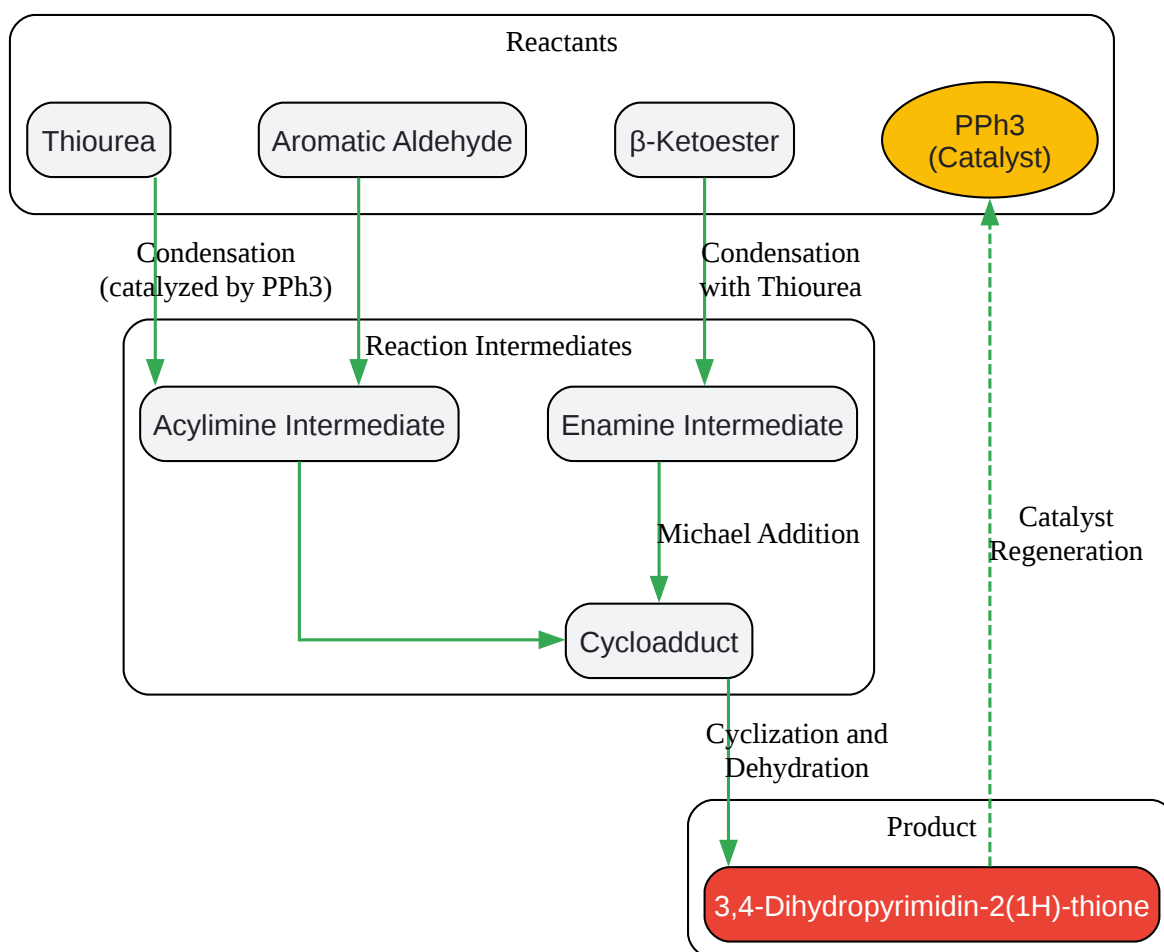 Reactants
Thiourea
Aromatic Aldehyde
β-Ketoester
PPh3
(Catalyst)
Condensation
(catalyzed by PPh3)
Condensation
with Thiourea
Reaction Intermediates
Acylimine Intermediate
Enamine Intermediate
Michael Addition
Catalyst
Regeneration
Cycloadduct
Cyclization and
Dehydration
Product
3,4-Dihydropyrimidin-2(1H)-thione